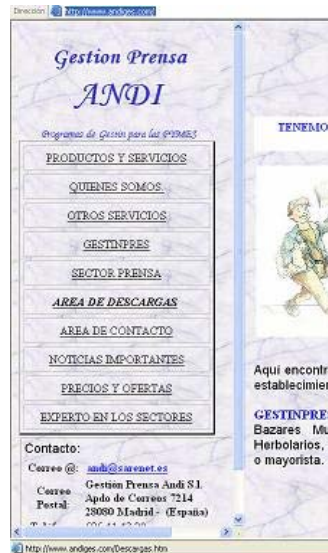 Dirección http://www.andiges.com/
Gestion Prensa
ANDI
Programas de Gestión para las PYMES
PRODUCTOS Y SERVICIOS
QUIENES SOMOS
OTROS SERVICIOS
GESTINPRES
SECTOR PRENSA
AREA DE DESCARGAS
AREA DE CONTACTO
NOTICIAS IMPORTANTES
PRECIOS Y OFERTAS
EXPERTO EN LOS SECTORES
Contacto:
Correo @: andi@sarenet.es
Correo Postal: Gestión Prensa Andi S.L
Apdo de Correos 7214
28080 Madrid - (España)
TENEMO
Aquí encontr
establecimien
GESTINPRES
Bazares Mu
Herbolarios.
o mayorista.
http://www.andiges.com/Descargas.htm